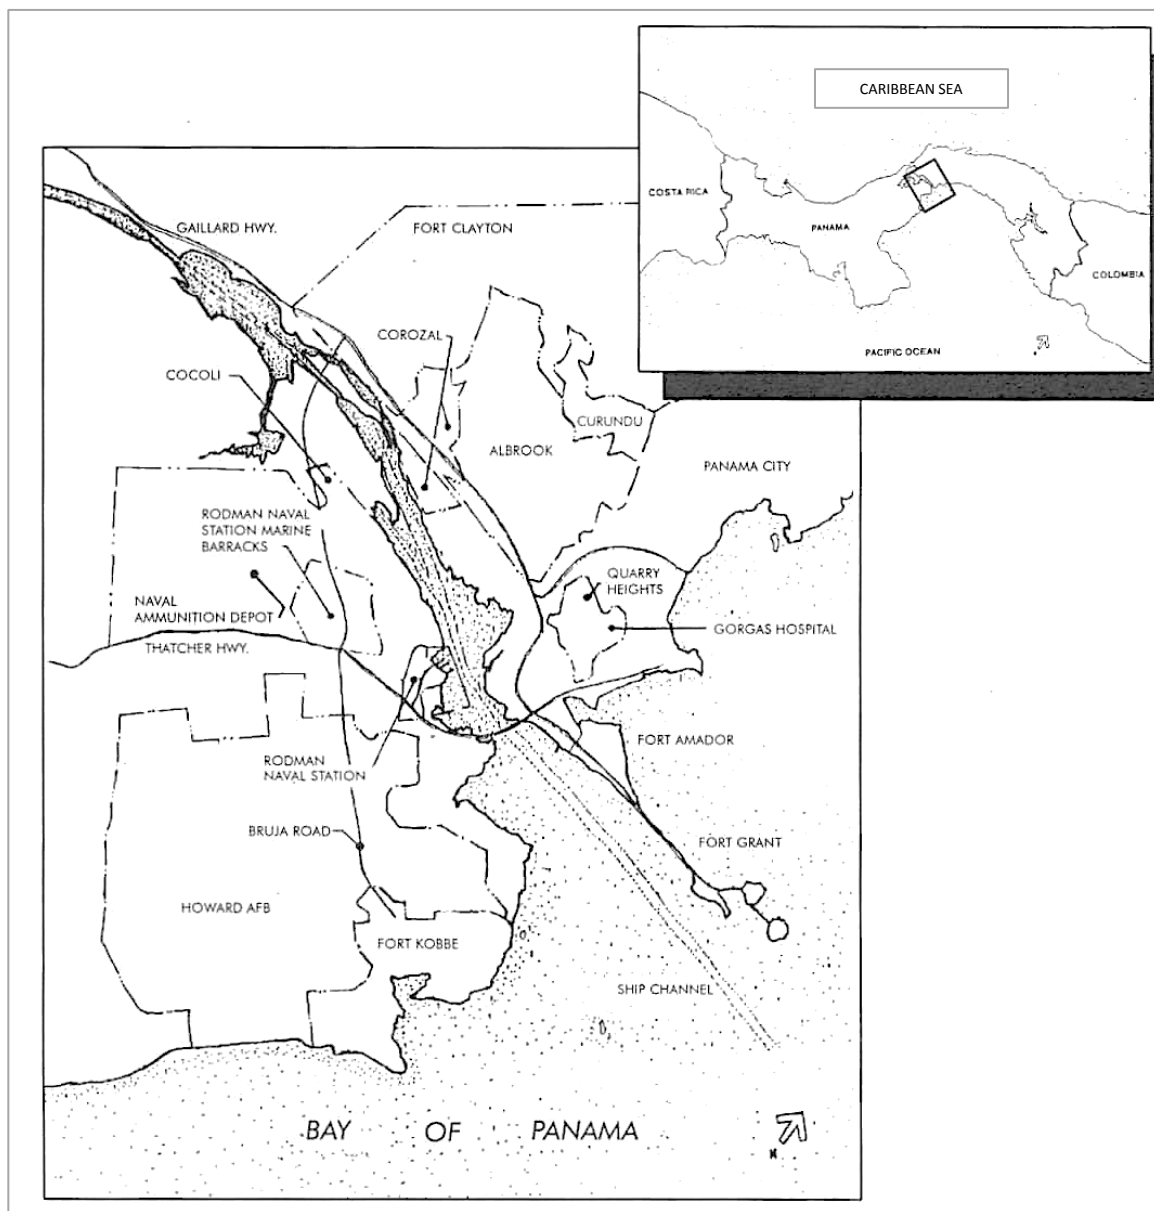 CARIBBEAN SEA
COSTA RICA
PANAMA
COLOMBIA
PACIFIC OCEAN
GAILLARD HWY.
FORT CLAYTON
COROZAL
COCOLI
CURUNDU
ALBROOK
PANAMA CITY
RODMAN NAVAL
STATION MARINE
BARRACKS
QUARRY
HEIGHTS
NAVAL
AMMUNITION DEPOT
GORGAS HOSPITAL
THATCHER HWY.
FORT AMADOR
RODMAN
NAVAL STATION
BRUJA ROAD
FORT GRANT
HOWARD AFB
FORT KOBBE
SHIP CHANNEL
BAY OF PANAMA
N